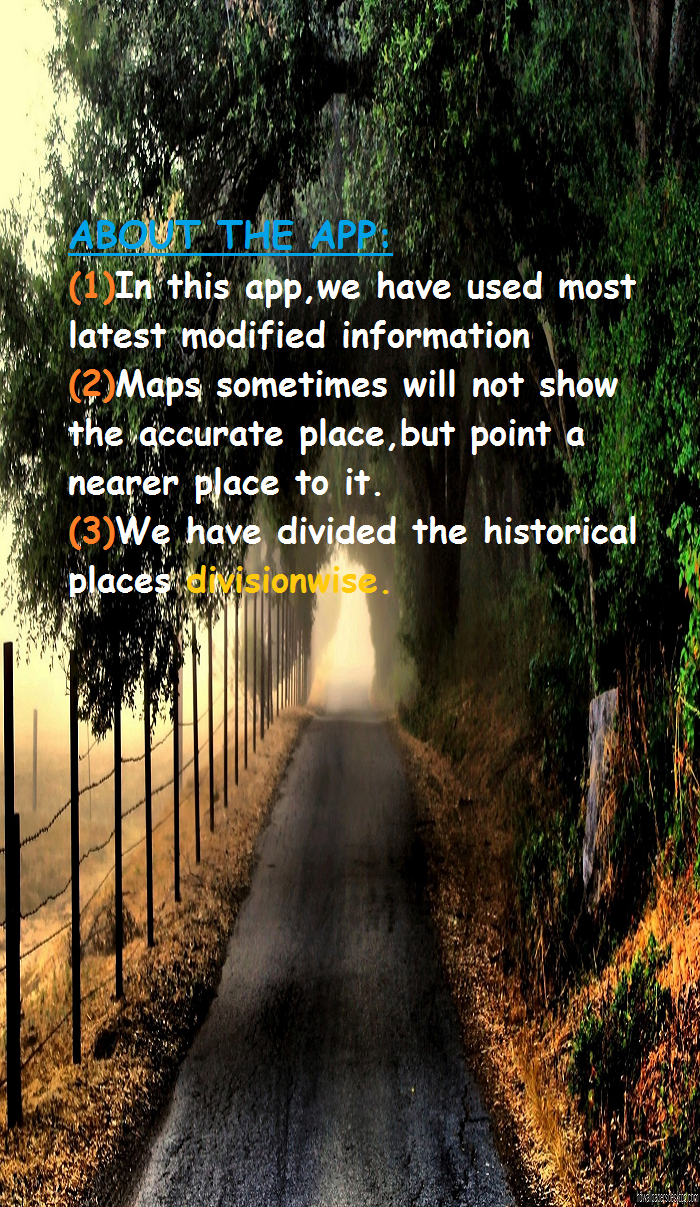 ABOUT THE APP:
(1)In this app,we have used most
latest modified information
(2)Maps sometimes will not show
the accurate place,but point a
nearer place to it.
(3)We have divided the historical
places divisionwise.